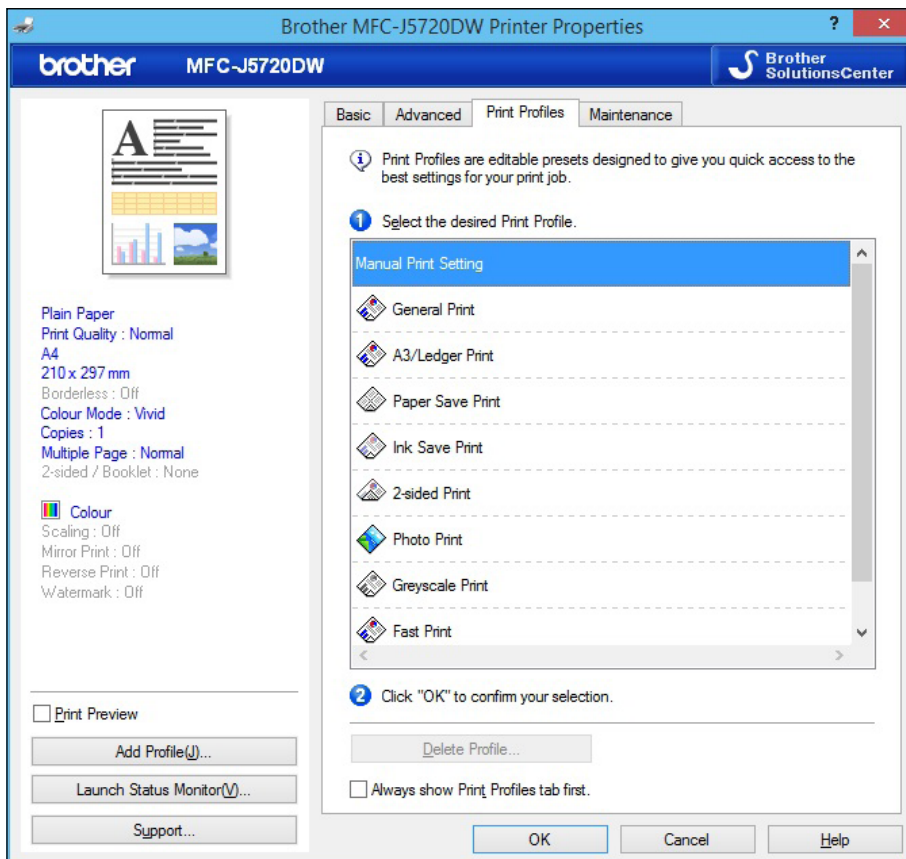 Brother MFC-J5720DW Printer Properties
?
×
brother MFC-J5720DW
Brother
SolutionsCenter
A
Plain Paper
Print Quality : Normal
A4
210 x 297 mm
Borderless : Off
Colour Mode : Vivid
Copies : 1
Multiple Page : Normal
2-sided / Booklet : None
Colour
Scaling : Off
Mirror Print : Off
Reverse Print : Off
Watermark : Off
Print Preview
Add Profile(J)...
Launch Status Monitor(V)...
Support...
Basic Advanced Print Profiles Maintenance
Print Profiles are editable presets designed to give you quick access to the
best settings for your print job.
1 Select the desired Print Profile.
Manual Print Setting
General Print
A3/Ledger Print
Paper Save Print
Ink Save Print
2-sided Print
Photo Print
Greyscale Print
Fast Print
2 Click "OK" to confirm your selection.
Delete Profile...
Always show Print Profiles tab first.
OK Cancel Help